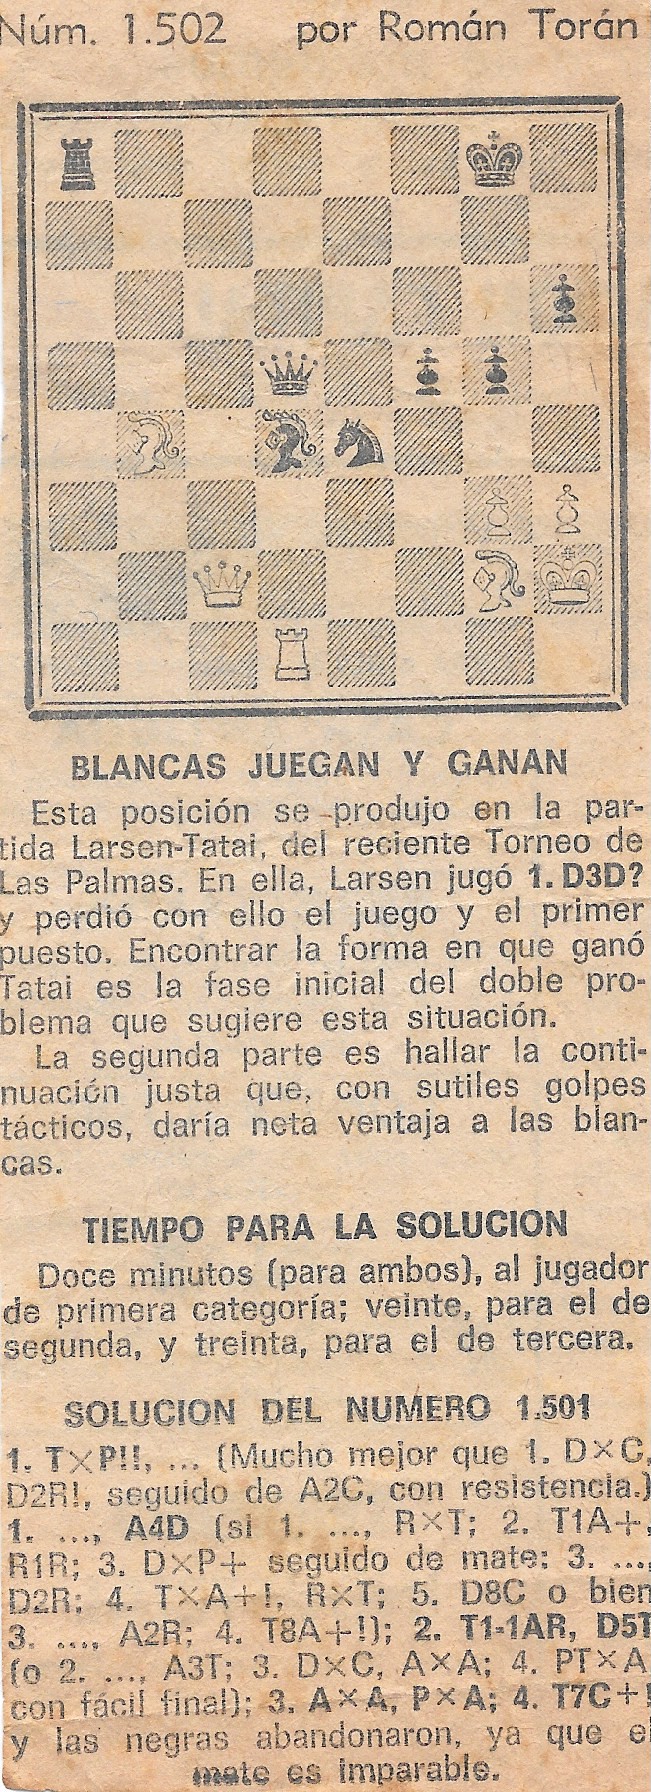 Núm. 1.502 por Román Torán
BLANCAS JUEGAN Y GANAN
Esta posición se produjo en la par-
tida Larsen-Tatai, del reciente Torneo de
Las Palmas. En ella, Larsen jugó 1. D3D?
y perdió con ello el juego y el primer
puesto. Encontrar la forma en que ganó
Tatai es la fase inicial del doble pro-
blema que sugiere esta situación.
La segunda parte es hallar la conti-
nuación justa que, con sutiles golpes
tácticos, daría neta ventaja a las blan-
cas.
TIEMPO PARA LA SOLUCION
Doce minutos (para ambos), al jugador
de primera categoría; veinte, para el de
segunda, y treinta, para el de tercera.
SOLUCION DEL NUMERO 1.501
1. T×P!!, ... (Mucho mejor que 1. D×C,
D2R!, seguido de A2C, con resistencia.)
1. ..., A4D (si 1. ..., R×T; 2. T1A+,
R1R; 3. D×P+ seguido de mate: 3. ...,
D2R; 4. T×A+!, R×T; 5. D8C o bien
3. ..., A2R; 4. T8A+!); 2. T1-1AR, D5T
(o 2. ..., A3T; 3. D×C, A×A; 4. PT×A
con fácil final); 3. A×A, P×A; 4. T7C+!
y las negras abandonaron, ya que el
mate es imparable.